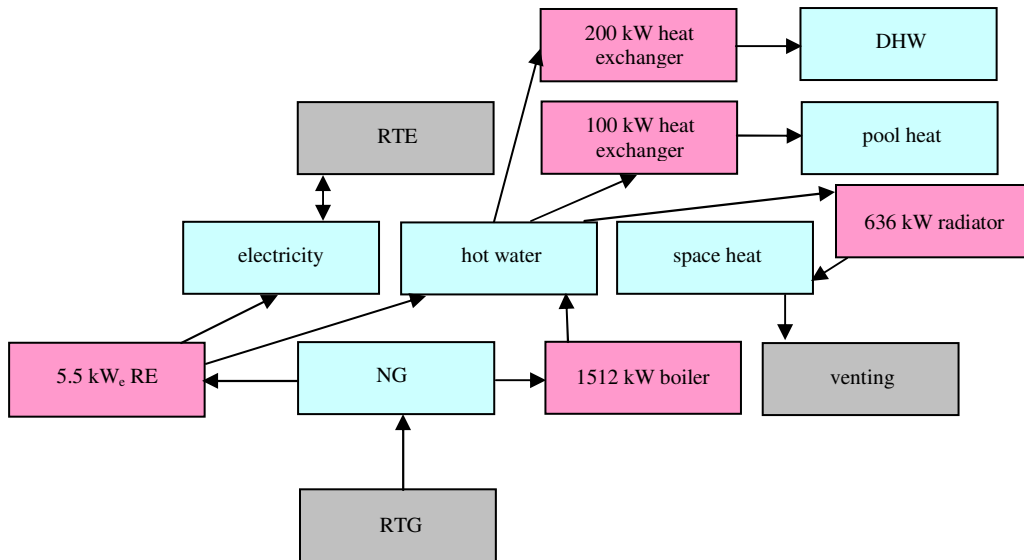 200 kW heat
exchanger
DHW
RTE
100 kW heat
exchanger
pool heat
electricity
hot water
space heat
636 kW radiator
5.5 kWₑ RE
NG
1512 kW boiler
venting
RTG